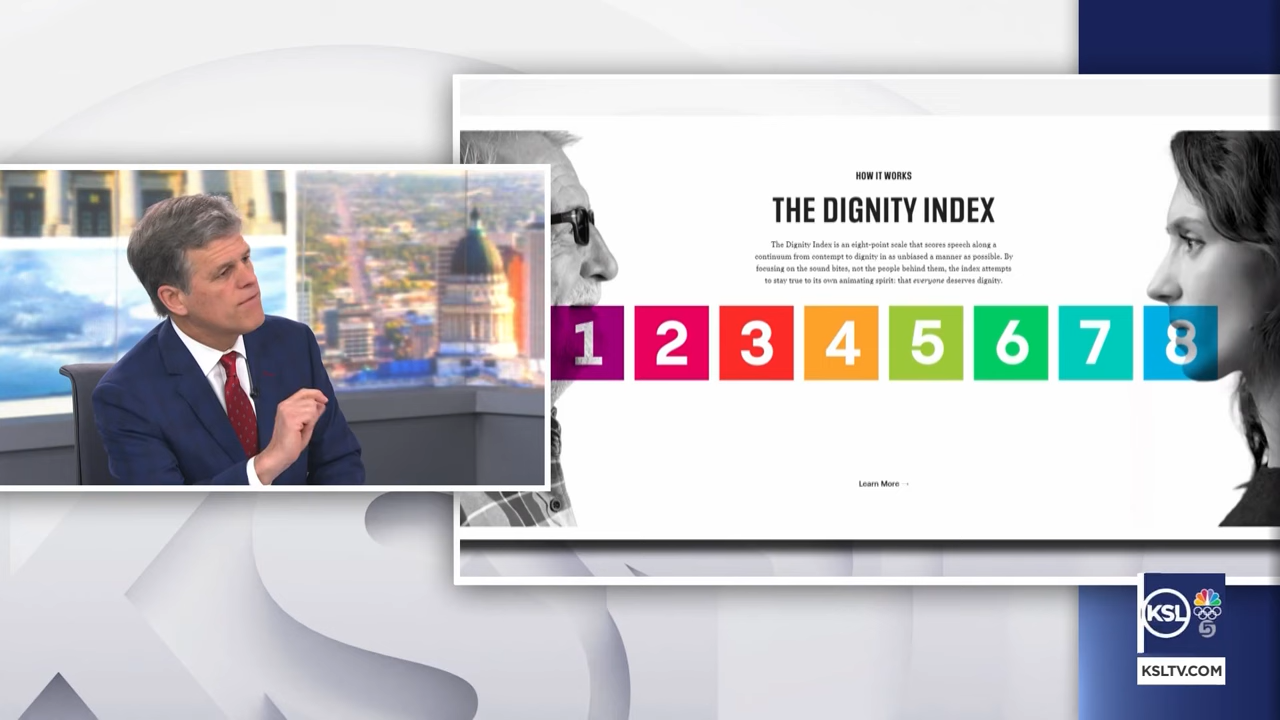 HOW IT WORKS
THE DIGNITY INDEX
The Dignity Index is an eight-point scale that scores speech along a
continuum from contempt to dignity in as unbiased a manner as possible. By
focusing on the sound bites, not the people behind them, the index attempts
to stay true to its own animating spirit: that everyone deserves dignity.
1 2 3 4 5 6 7 8
Learn More →
KSL 5
KSLTV.COM